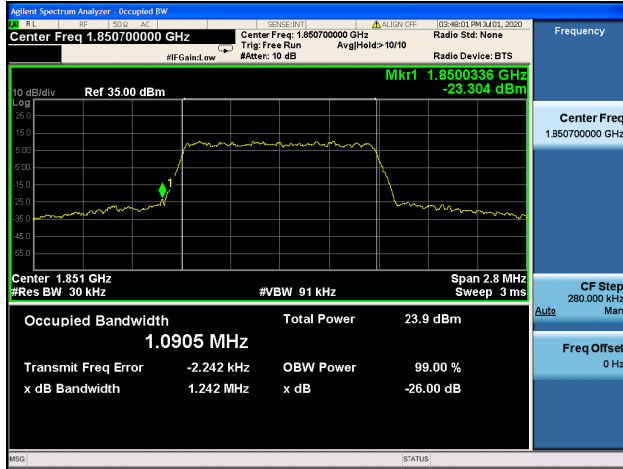 Agilent Spectrum Analyzer - Occupied BW
LXI RL RF 50 Ω AC SENSE:INT ALIGN OFF 03:48:01 PM Jul 01, 2020
Center Freq 1.850700000 GHz Center Freq: 1.850700000 GHz Radio Std: None
Trig: Free Run Avg|Hold:>10/10
#IFGain:Low #Atten: 10 dB Radio Device: BTS
Mkr1 1.8500336 GHz
10 dB/div Ref 35.00 dBm -23.304 dBm
Log
25.0
15.0
5.00
-5.00
1
-15.0
-25.0
-35.0
-45.0
-55.0
Center 1.851 GHz Span 2.8 MHz
#Res BW 30 kHz #VBW 91 kHz Sweep 3 ms
Occupied Bandwidth Total Power 23.9 dBm
1.0905 MHz
Transmit Freq Error -2.242 kHz OBW Power 99.00 %
x dB Bandwidth 1.242 MHz x dB -26.00 dB
MSG STATUS
Frequency
Center Freq
1.850700000 GHz
CF Step
280.000 kHz
Auto Man
Freq Offset
0 Hz